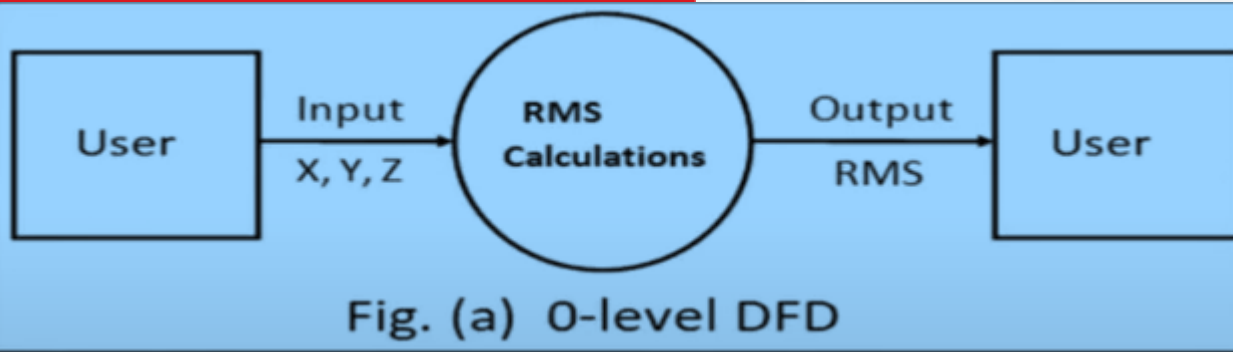 User
Input
X, Y, Z
RMS
Calculations
Output
RMS
User
Fig. (a) 0-level DFD